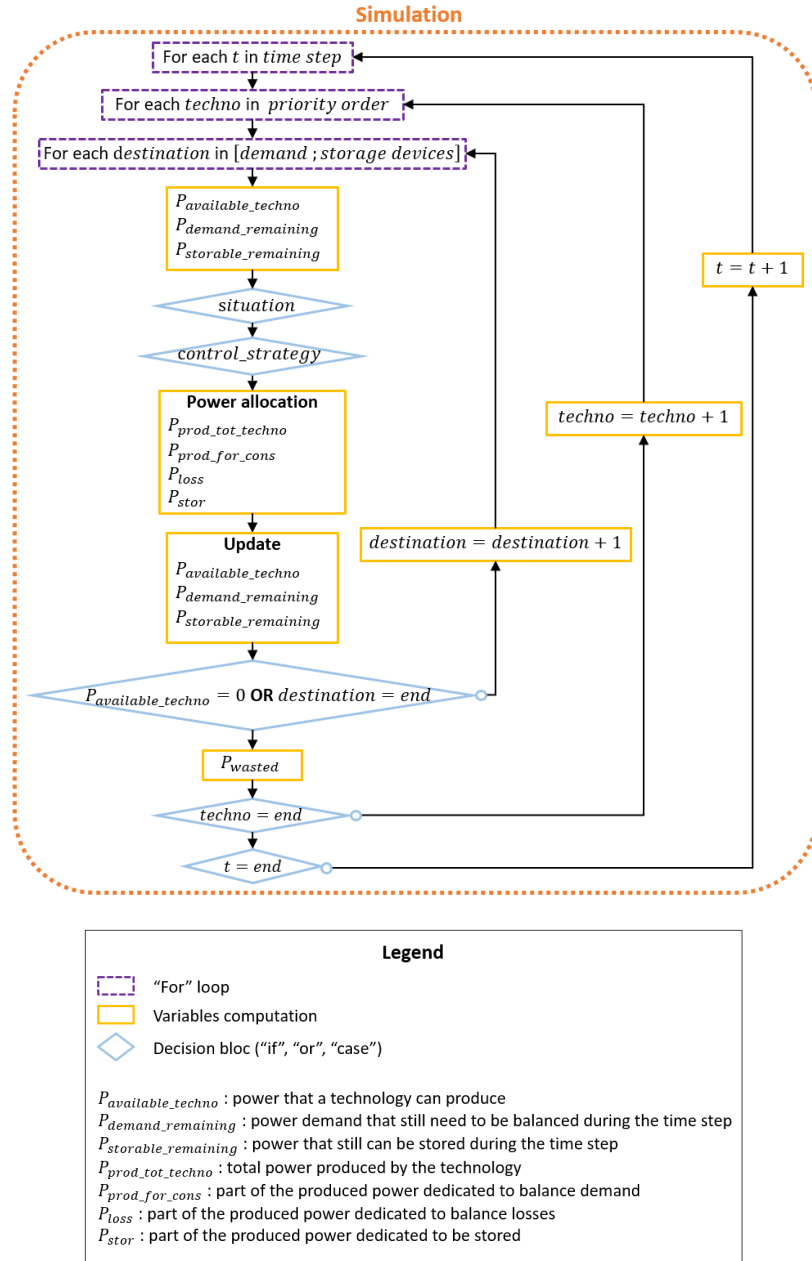 Simulation
For each t in time step
For each techno in priority order
For each destination in [demand ; storage devices]
P_available_techno
P_demand_remaining
P_storable_remaining
t = t + 1
situation
control_strategy
Power allocation
P_prod_tot_techno
P_prod_for_cons
P_loss
P_stor
techno = techno + 1
Update
P_available_techno
P_demand_remaining
P_storable_remaining
destination = destination + 1
P_available_techno = 0 OR destination = end
P_wasted
techno = end
t = end
Legend
“For” loop
Variables computation
Decision bloc (“if”, “or”, “case”)
P_available_techno : power that a technology can produce
P_demand_remaining : power demand that still need to be balanced during the time step
P_storable_remaining : power that still can be stored during the time step
P_prod_tot_techno : total power produced by the technology
P_prod_for_cons : part of the produced power dedicated to balance demand
P_loss : part of the produced power dedicated to balance losses
P_stor : part of the produced power dedicated to be stored